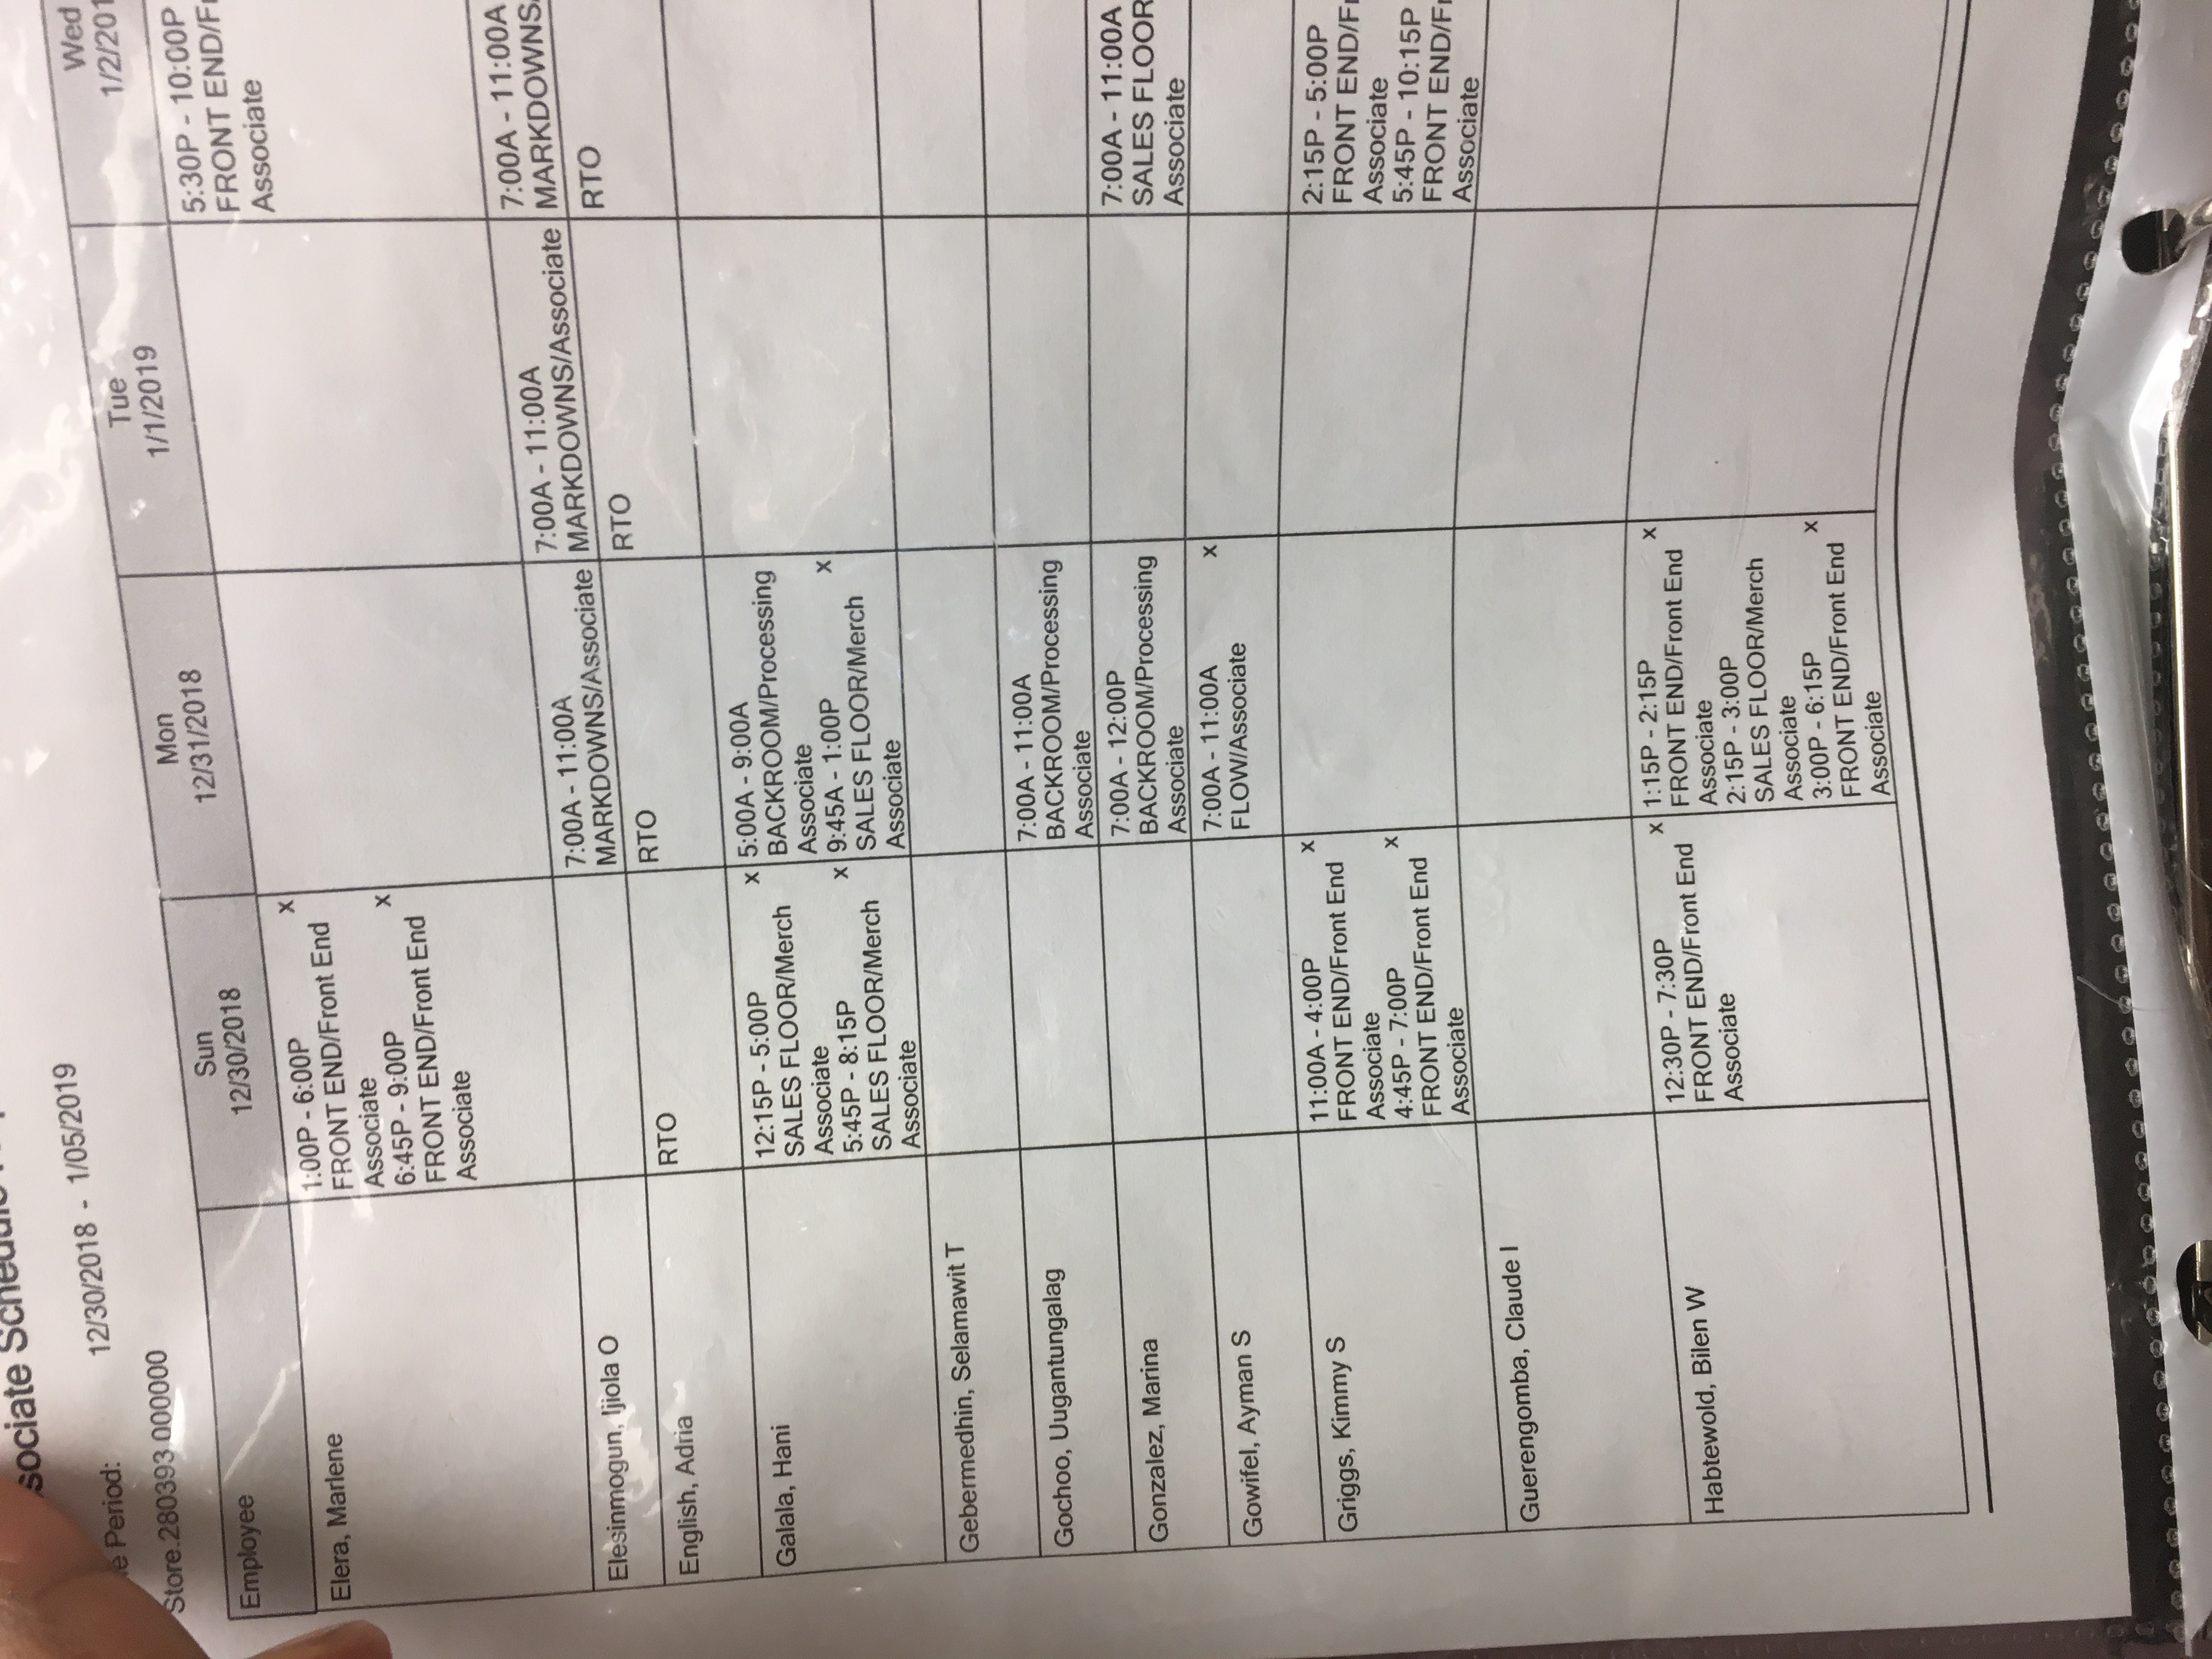 sociate Schedule
e Period: 12/30/2018 - 1/05/2019
Store.280393.000000
Employee
Sun
12/30/2018
Mon
12/31/2018
Tue
1/1/2019
Wed
1/2/201
Elera, Marlene
1:00P - 6:00P x
FRONT END/Front End
Associate
6:45P - 9:00P x
FRONT END/Front End
Associate
5:30P - 10:00P
FRONT END/Fr
Associate
Elesinmogun, Ijiola O
7:00A - 11:00A
MARKDOWNS/Associate
7:00A - 11:00A
MARKDOWNS/Associate
7:00A - 11:00A
MARKDOWNS/
English, Adria
RTO
RTO
RTO
RTO
Galala, Hani
12:15P - 5:00P x
SALES FLOOR/Merch
Associate
5:45P - 8:15P x
SALES FLOOR/Merch
Associate
5:00A - 9:00A
BACKROOM/Processing
Associate
9:45A - 1:00P x
SALES FLOOR/Merch
Associate
Gebermedhin, Selamawit T
Gochoo, Uugantungalag
7:00A - 11:00A
BACKROOM/Processing
Associate
Gonzalez, Marina
7:00A - 12:00P
BACKROOM/Processing
Associate
7:00A - 11:00A
SALES FLOOR
Associate
Gowifel, Ayman S
7:00A - 11:00A x
FLOW/Associate
Griggs, Kimmy S
11:00A - 4:00P x
FRONT END/Front End
Associate
4:45P - 7:00P x
FRONT END/Front End
Associate
2:15P - 5:00P
FRONT END/Fr
Associate
5:45P - 10:15P
FRONT END/Fr
Associate
Guerengomba, Claude I
Habtewold, Bilen W
12:30P - 7:30P x
FRONT END/Front End
Associate
1:15P - 2:15P x
FRONT END/Front End
Associate
2:15P - 3:00P
SALES FLOOR/Merch
Associate
3:00P - 6:15P x
FRONT END/Front End
Associate